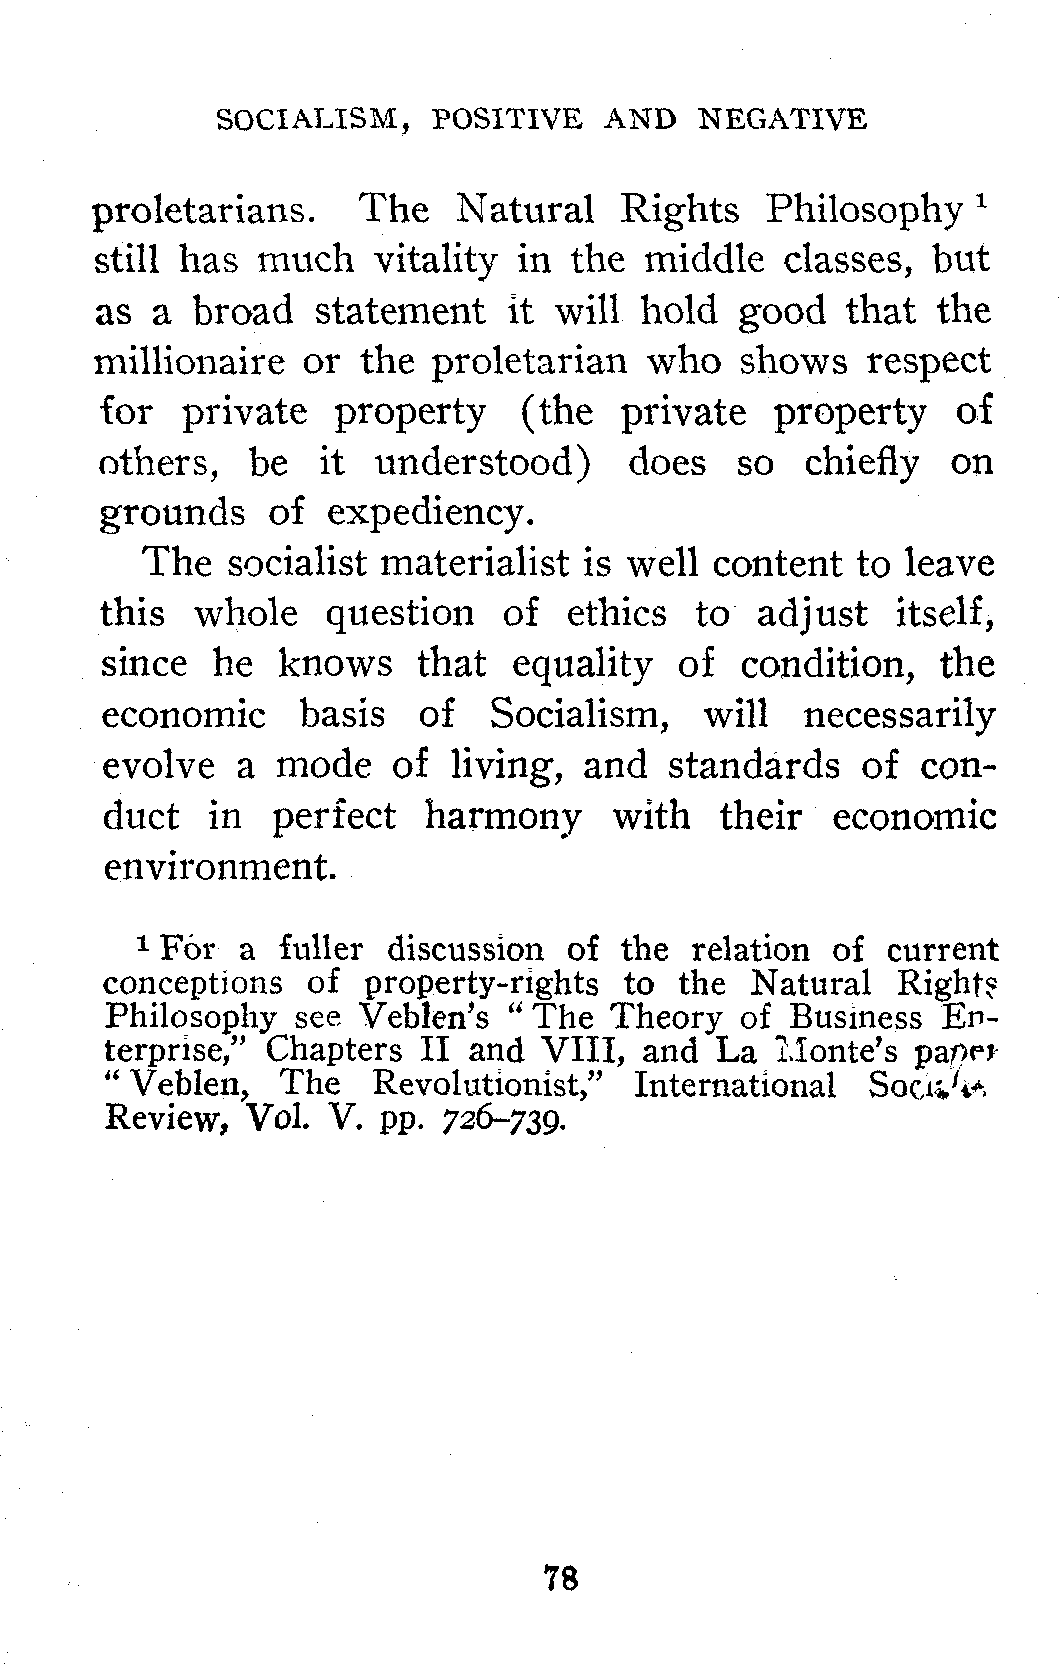 SOCIALISM, POSITIVE AND NEGATIVE
proletarians. The Natural Rights Philosophy ¹
still has much vitality in the middle classes, but
as a broad statement it will hold good that the
millionaire or the proletarian who shows respect
for private property (the private property of
others, be it understood) does so chiefly on
grounds of expediency.
The socialist materialist is well content to leave
this whole question of ethics to adjust itself,
since he knows that equality of condition, the
economic basis of Socialism, will necessarily
evolve a mode of living, and standards of con-
duct in perfect harmony with their economic
environment.
¹ For a fuller discussion of the relation of current
conceptions of property-rights to the Natural Rights
Philosophy see Veblen's “The Theory of Business En-
terprise,” Chapters II and VIII, and La Monte's paper
“Veblen, The Revolutionist,” International
Review, Vol. V. pp. 726–739.
78